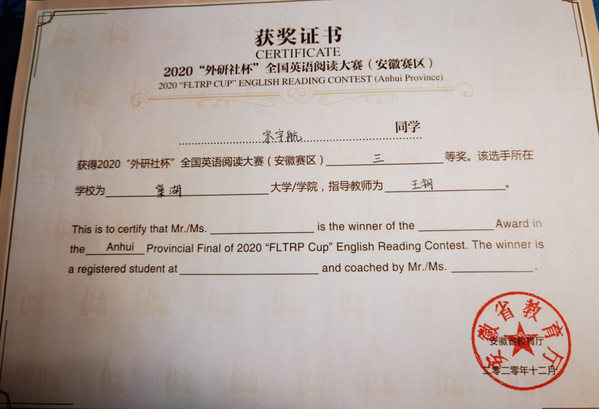 获奖证书
CERTIFICATE
2020“外研社杯”全国英语阅读大赛（安徽赛区）
2020 “FLTRP CUP” ENGLISH READING CONTEST (Anhui Province)
宋宇航 同学
获得2020“外研社杯”全国英语阅读大赛（安徽赛区） 三 等奖。该选手所在
学校为 巢湖 大学/学院，指导教师为 王钢 。
This is to certify that Mr./Ms. is the winner of the Award in
the Anhui Provincial Final of 2020 “FLTRP Cup” English Reading Contest. The winner is
a registered student at and coached by Mr./Ms. .
安徽省教育厅
安徽省教育厅
二零二零年十二月